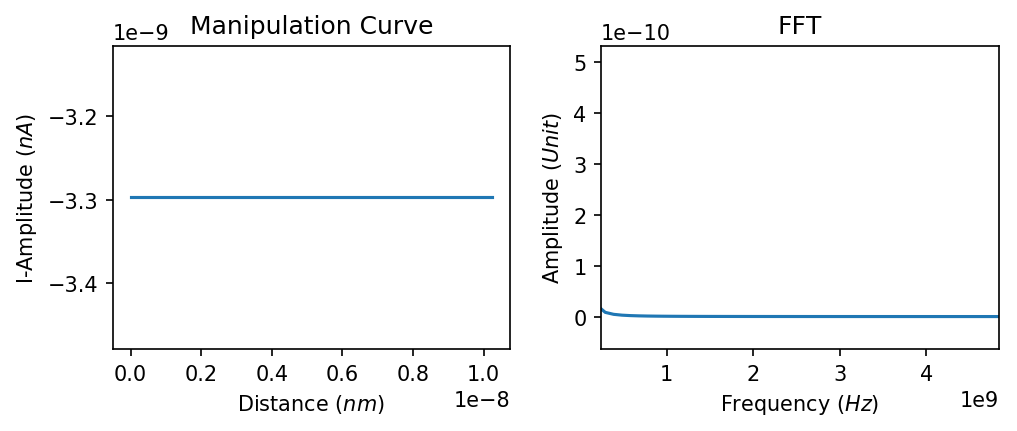 Manipulation Curve
1e−9
−3.2
−3.3
−3.4
I-Amplitude (nA)
0.0 0.2 0.4 0.6 0.8 1.0
1e−8
Distance (nm)
FFT
1e−10
5
4
3
2
1
0
Amplitude (Unit)
1 2 3 4
1e9
Frequency (Hz)